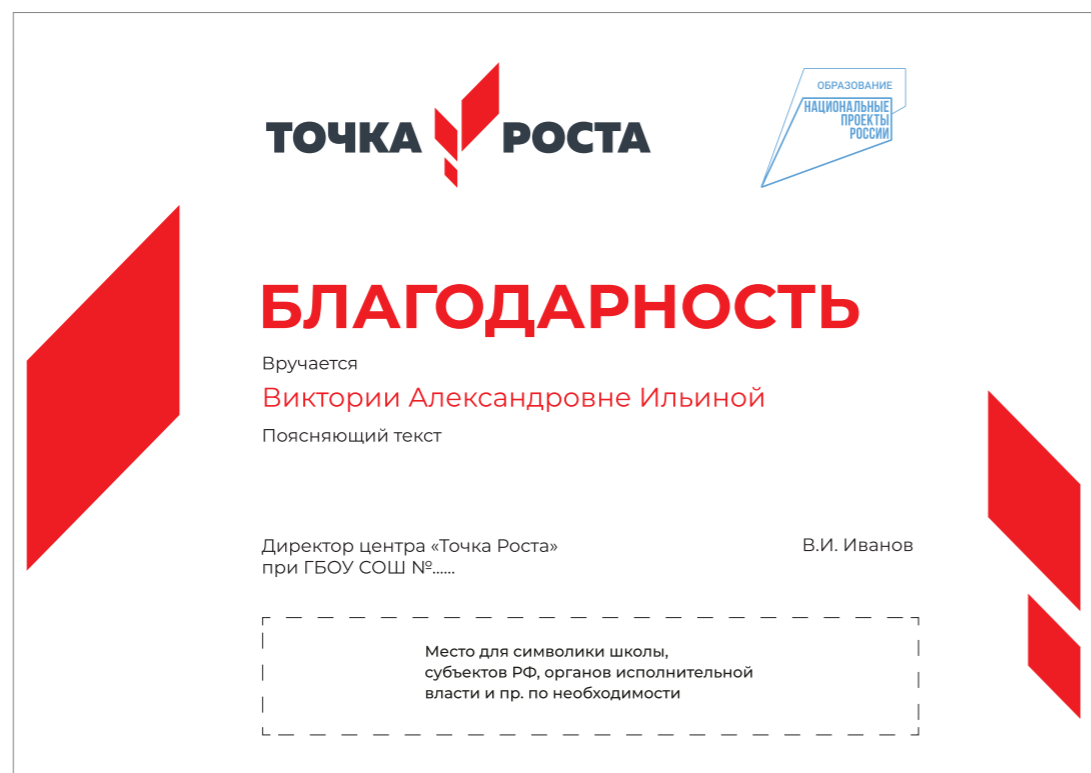 ТОЧКА РОСТА
ОБРАЗОВАНИЕ
НАЦИОНАЛЬНЫЕ
ПРОЕКТЫ
РОССИИ
БЛАГОДАРНОСТЬ
Вручается
Виктории Александровне Ильиной
Поясняющий текст
Директор центра «Точка Роста»
при ГБОУ СОШ №......
В.И. Иванов
Место для символики школы,
субъектов РФ, органов исполнительной
власти и пр. по необходимости